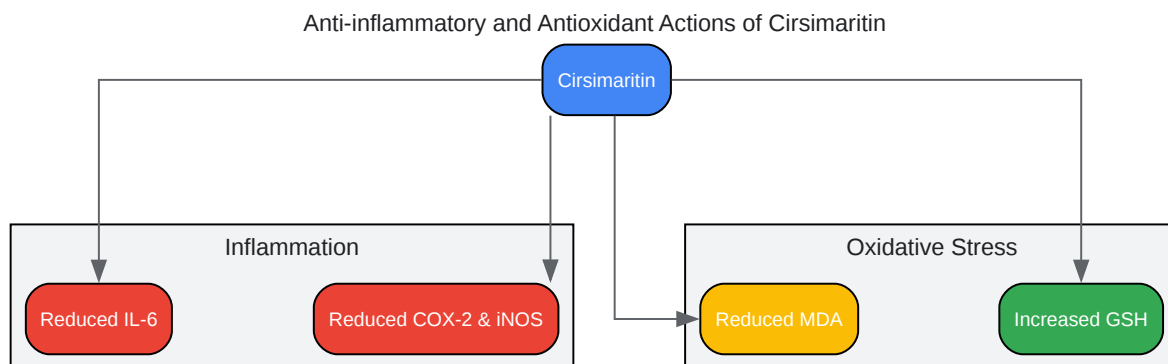 Anti-inflammatory and Antioxidant Actions of Cirsimaritin
Cirsimaritin
Inflammation
Oxidative Stress
Reduced IL-6
Reduced COX-2 & iNOS
Reduced MDA
Increased GSH